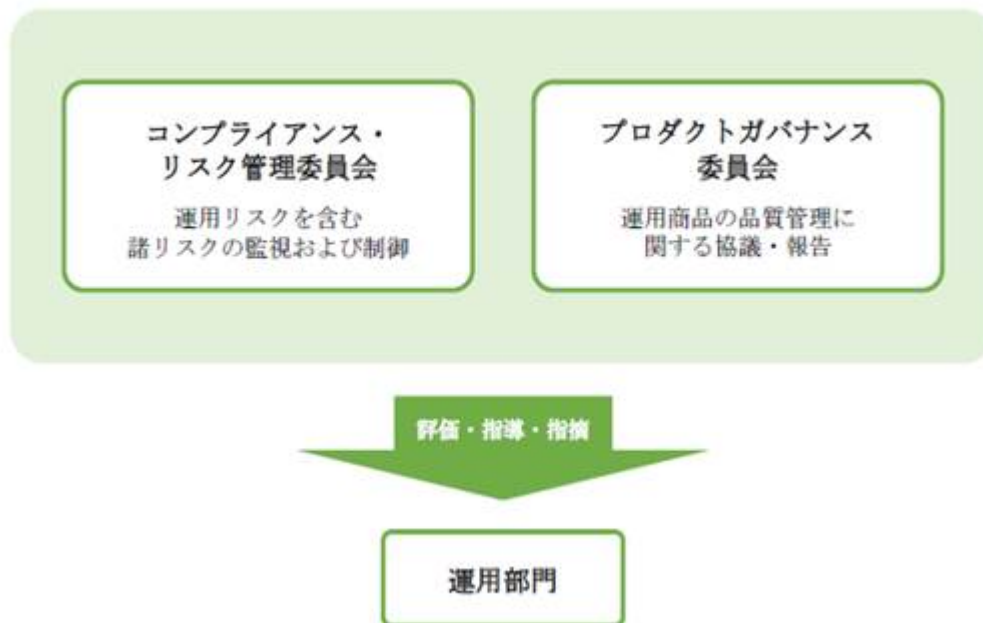 コンプライアンス・
リスク管理委員会
運用リスクを含む
諸リスクの監視および制御
プロダクトガバナンス
委員会
運用商品の品質管理に
関する協議・報告
評価・指導・指摘
運用部門